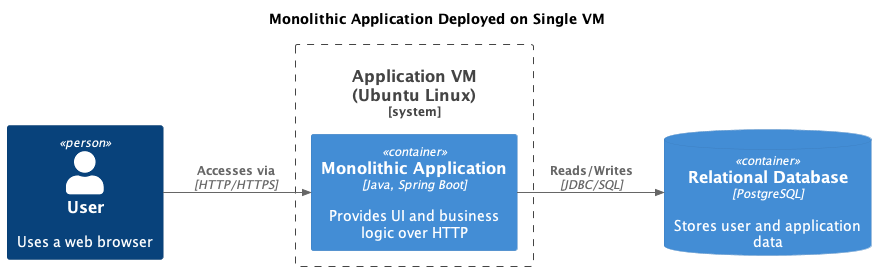 Monolithic Application Deployed on Single VM
Application VM
(Ubuntu Linux)
[system]
«person»
User
Uses a web browser
Accesses via
[HTTP/HTTPS]
«container»
Monolithic Application
[Java, Spring Boot]
Provides UI and business
logic over HTTP
Reads/Writes
[JDBC/SQL]
«container»
Relational Database
[PostgreSQL]
Stores user and application
data